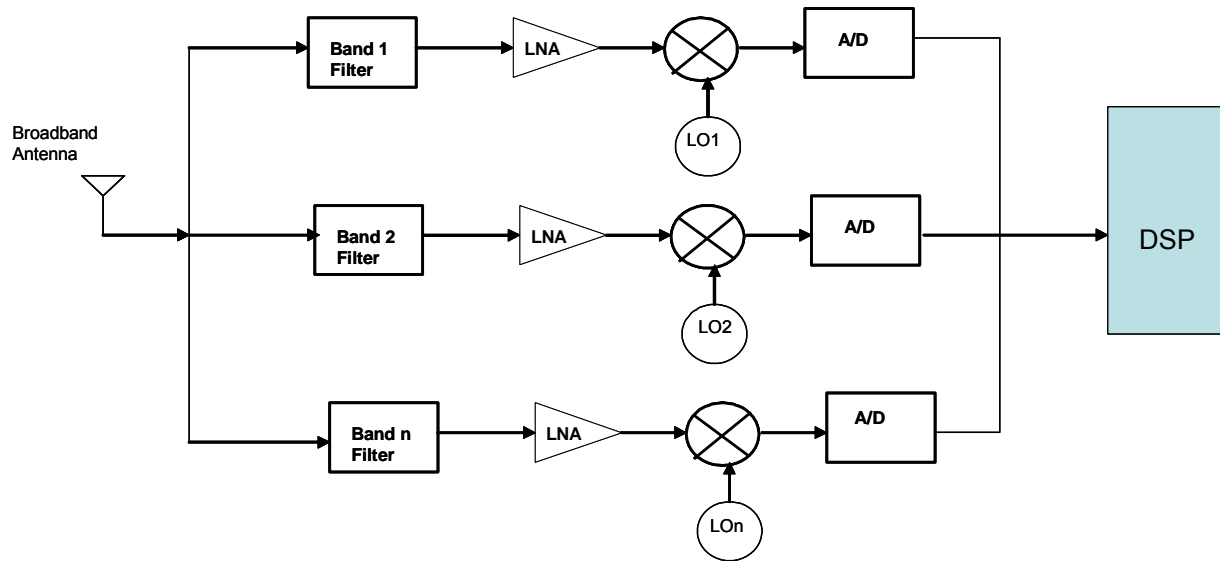 Broadband
Antenna
Band 1
Filter
LNA
LO1
A/D
Band 2
Filter
LNA
LO2
A/D
Band n
Filter
LNA
LOn
A/D
DSP